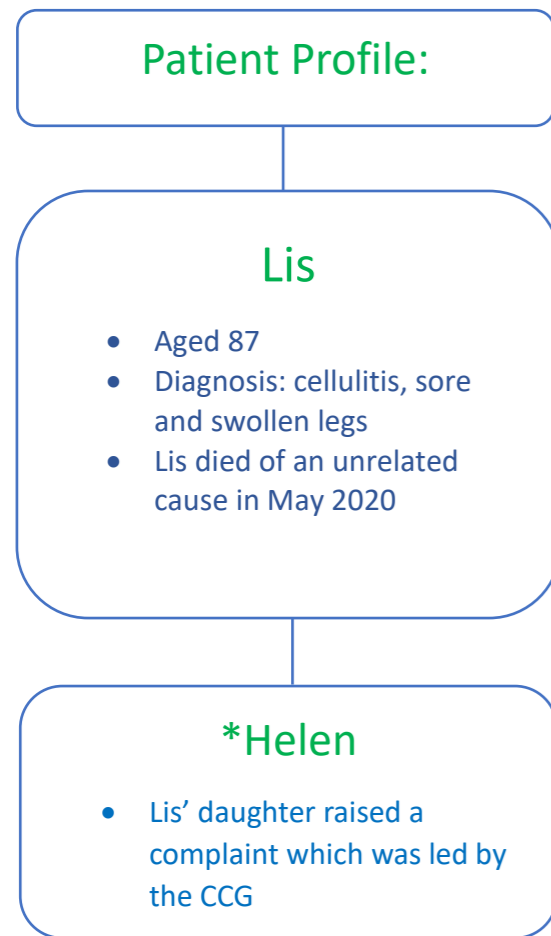 Patient Profile:
Lis
• Aged 87
• Diagnosis: cellulitis, sore
and swollen legs
• Lis died of an unrelated
cause in May 2020
*Helen
• Lis’ daughter raised a
complaint which was led by
the CCG